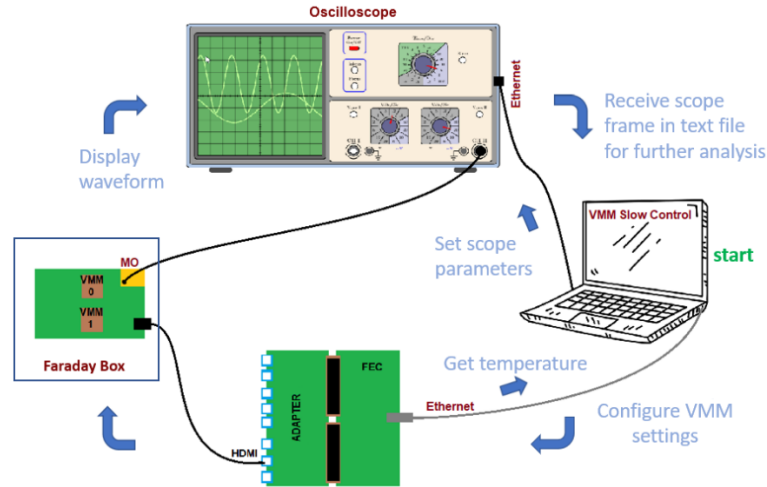 Oscilloscope
Ethernet
Receive scope
frame in text file
for further analysis
Display
waveform
VMM Slow Control
start
Set scope
parameters
MO
VMM
0
VMM
1
Faraday Box
Get temperature
FEC
ADAPTER
Ethernet
Configure VMM
settings
HDMI